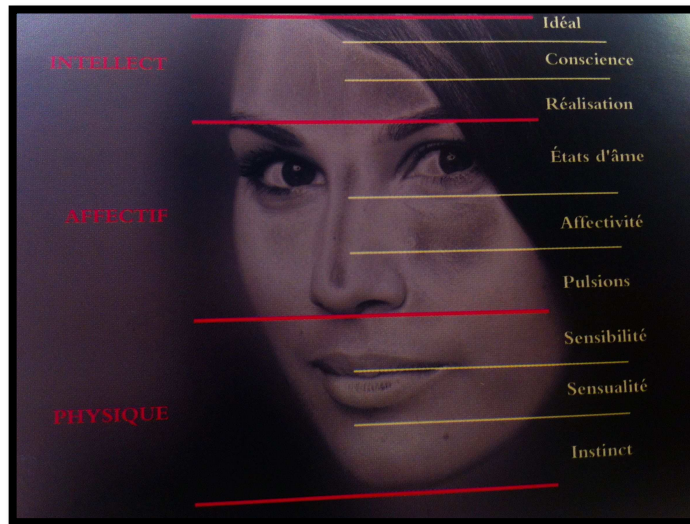 Idéal
INTELLECT
Conscience
Réalisation
États d'âme
AFFECTIF
Affectivité
Pulsions
Sensibilité
PHYSIQUE
Sensualité
Instinct